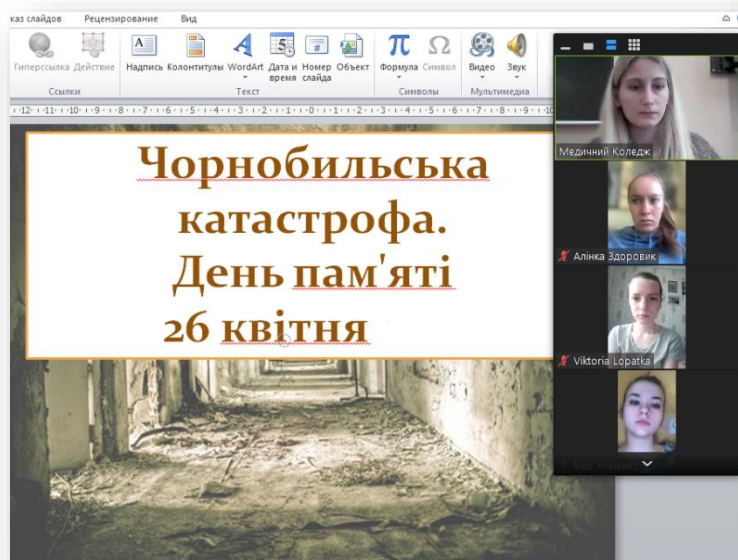 каз слайдов Рецензирование Вид
Гиперссылка Действие Надпись Колонтитулы WordArt Дата и время Номер слайда Объект Формула Символ Видео Звук
Ссылки Текст Символы Мультимедиа
Чорнобильська
катастрофа.
День пам'яті
26 квітня
Медичний Коледж
Алінка Здоровик
Viktoria Lopatka